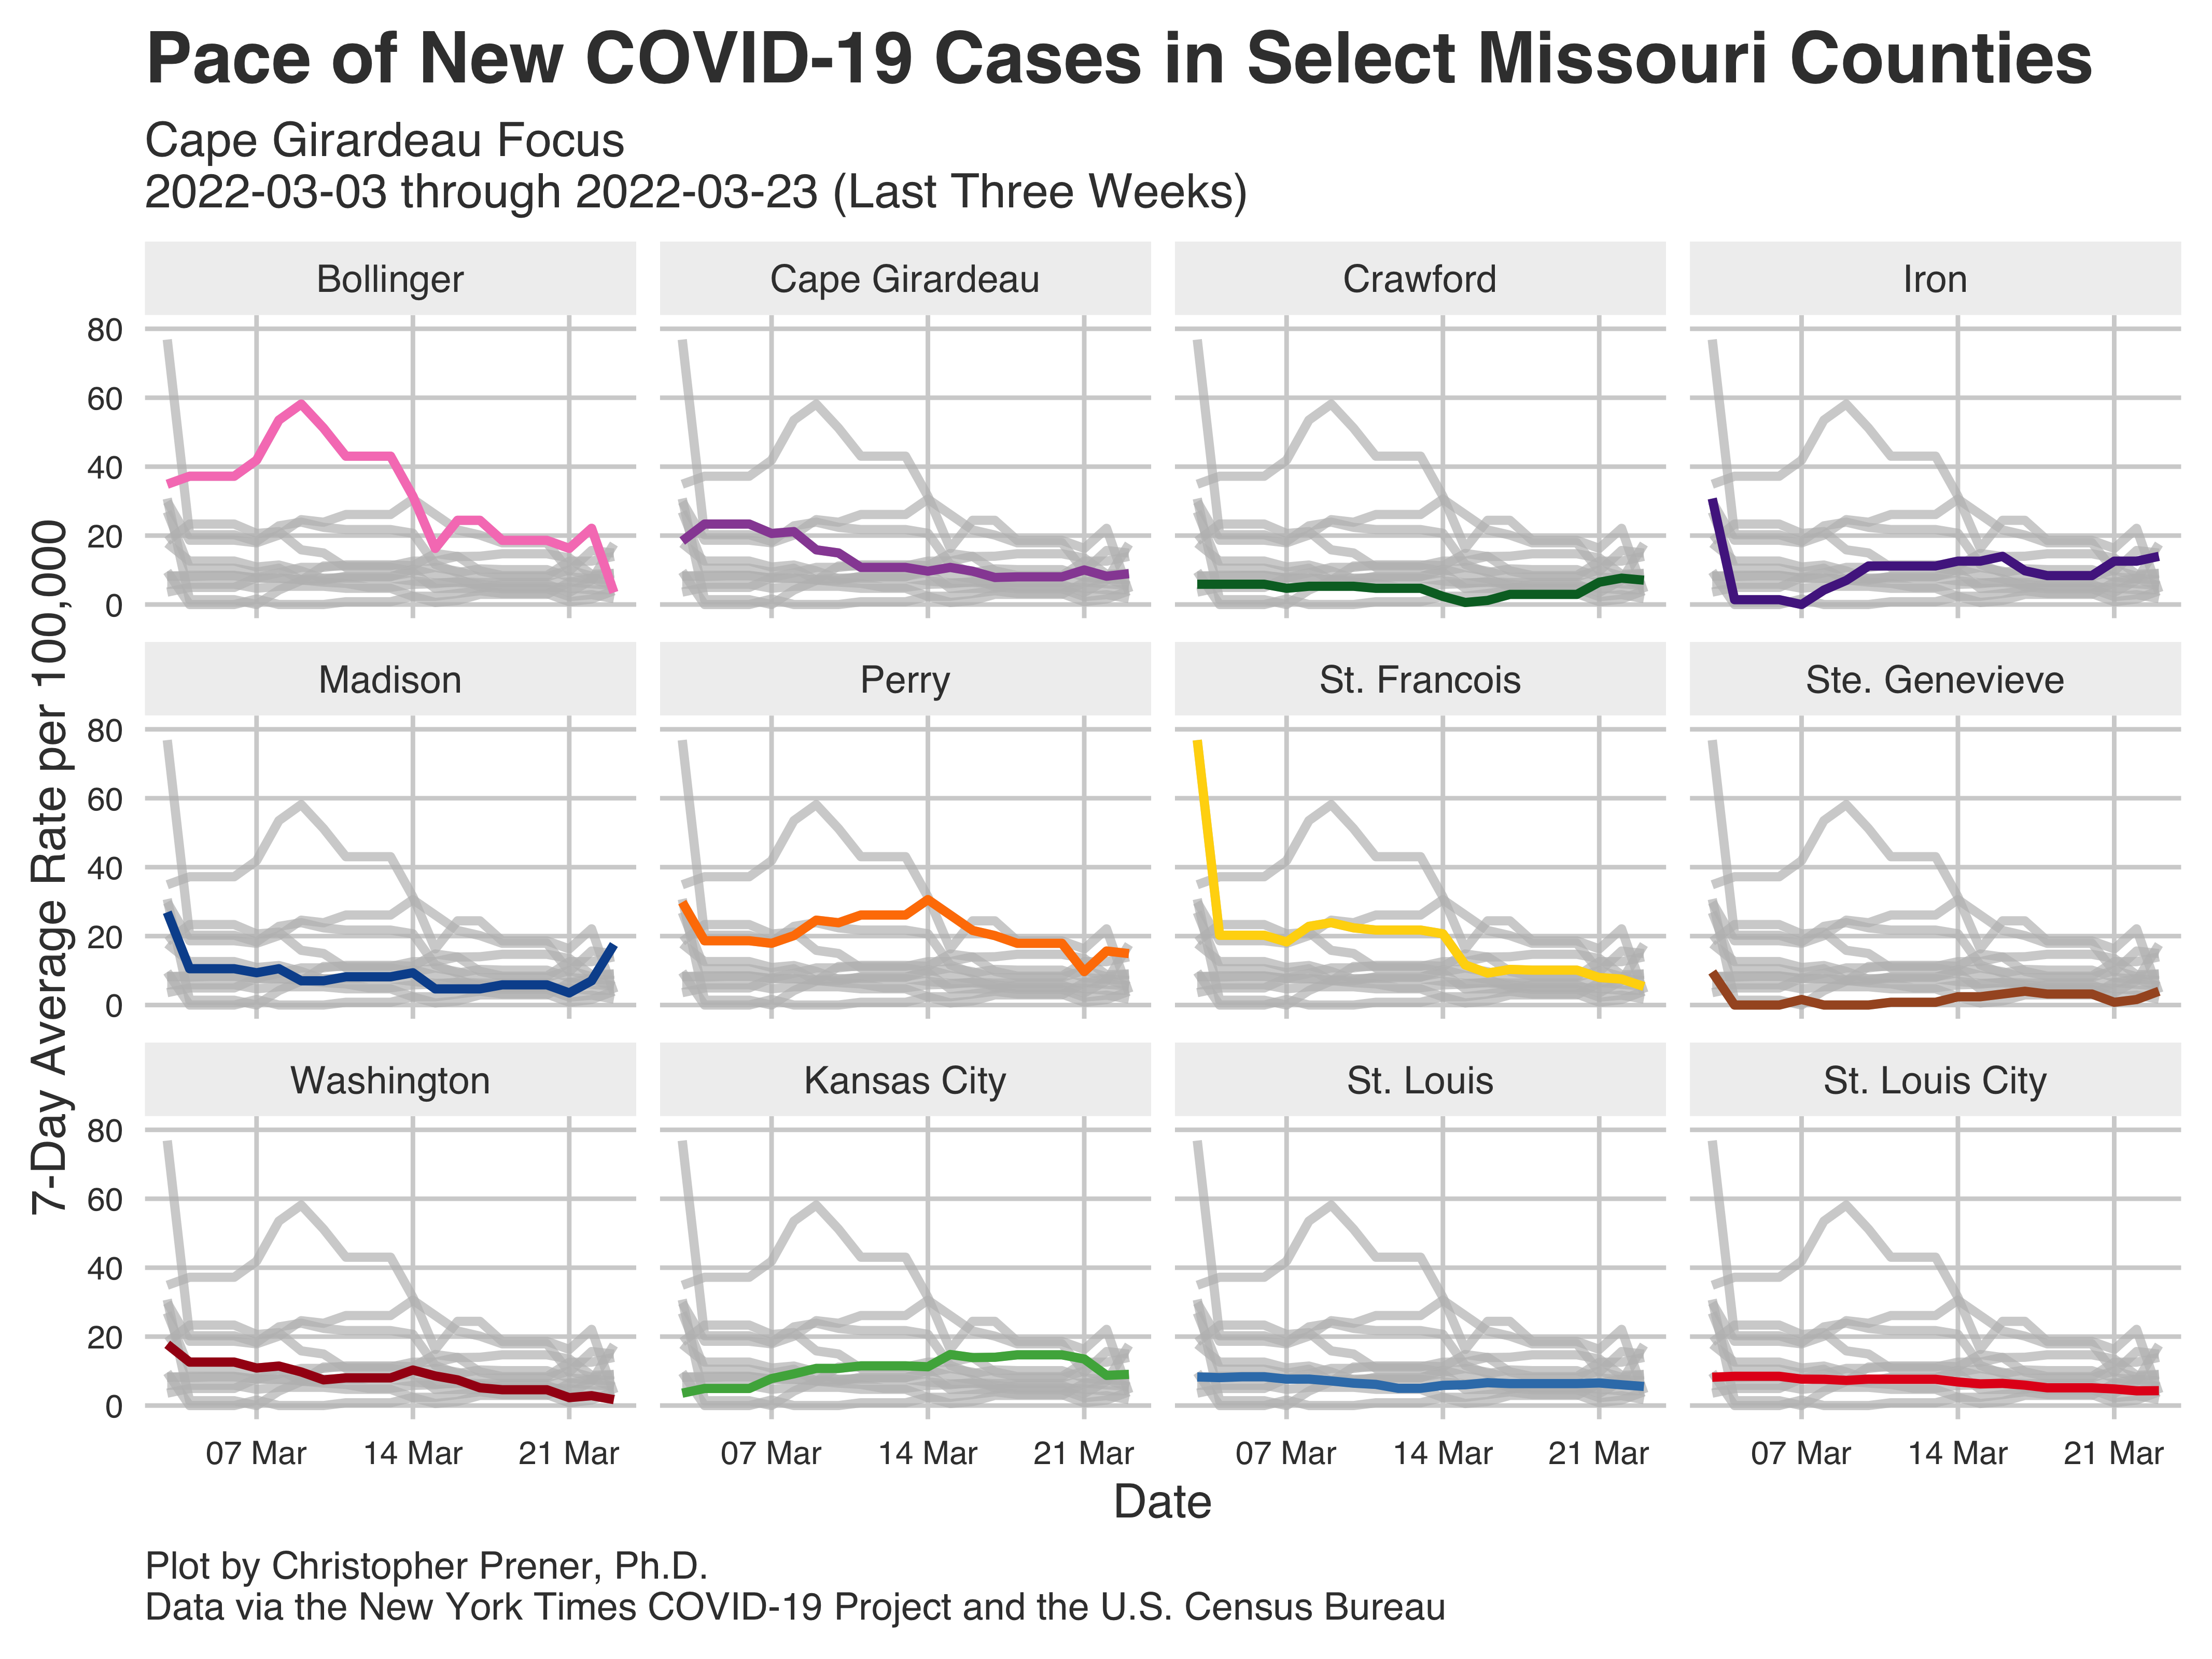 Pace of New COVID-19 Cases in Select Missouri Counties
Cape Girardeau Focus
2022-03-03 through 2022-03-23 (Last Three Weeks)
7-Day Average Rate per 100,000
Bollinger
Cape Girardeau
Crawford
Iron
80
60
40
20
0
Madison
Perry
St. Francois
Ste. Genevieve
80
60
40
20
0
Washington
Kansas City
St. Louis
St. Louis City
80
60
40
20
0
07 Mar
14 Mar
21 Mar
07 Mar
14 Mar
21 Mar
07 Mar
14 Mar
21 Mar
07 Mar
14 Mar
21 Mar
Date
Plot by Christopher Prener, Ph.D.
Data via the New York Times COVID-19 Project and the U.S. Census Bureau